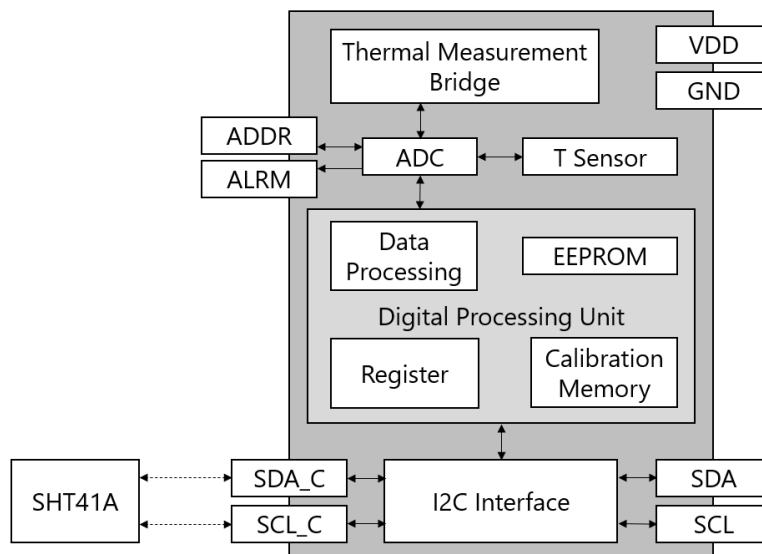 Thermal Measurement
Bridge
VDD
GND
ADDR
ALRM
ADC
T Sensor
Data
Processing
EEPROM
Digital Processing Unit
Register
Calibration
Memory
SHT41A
SDA_C
SCL_C
I2C Interface
SDA
SCL